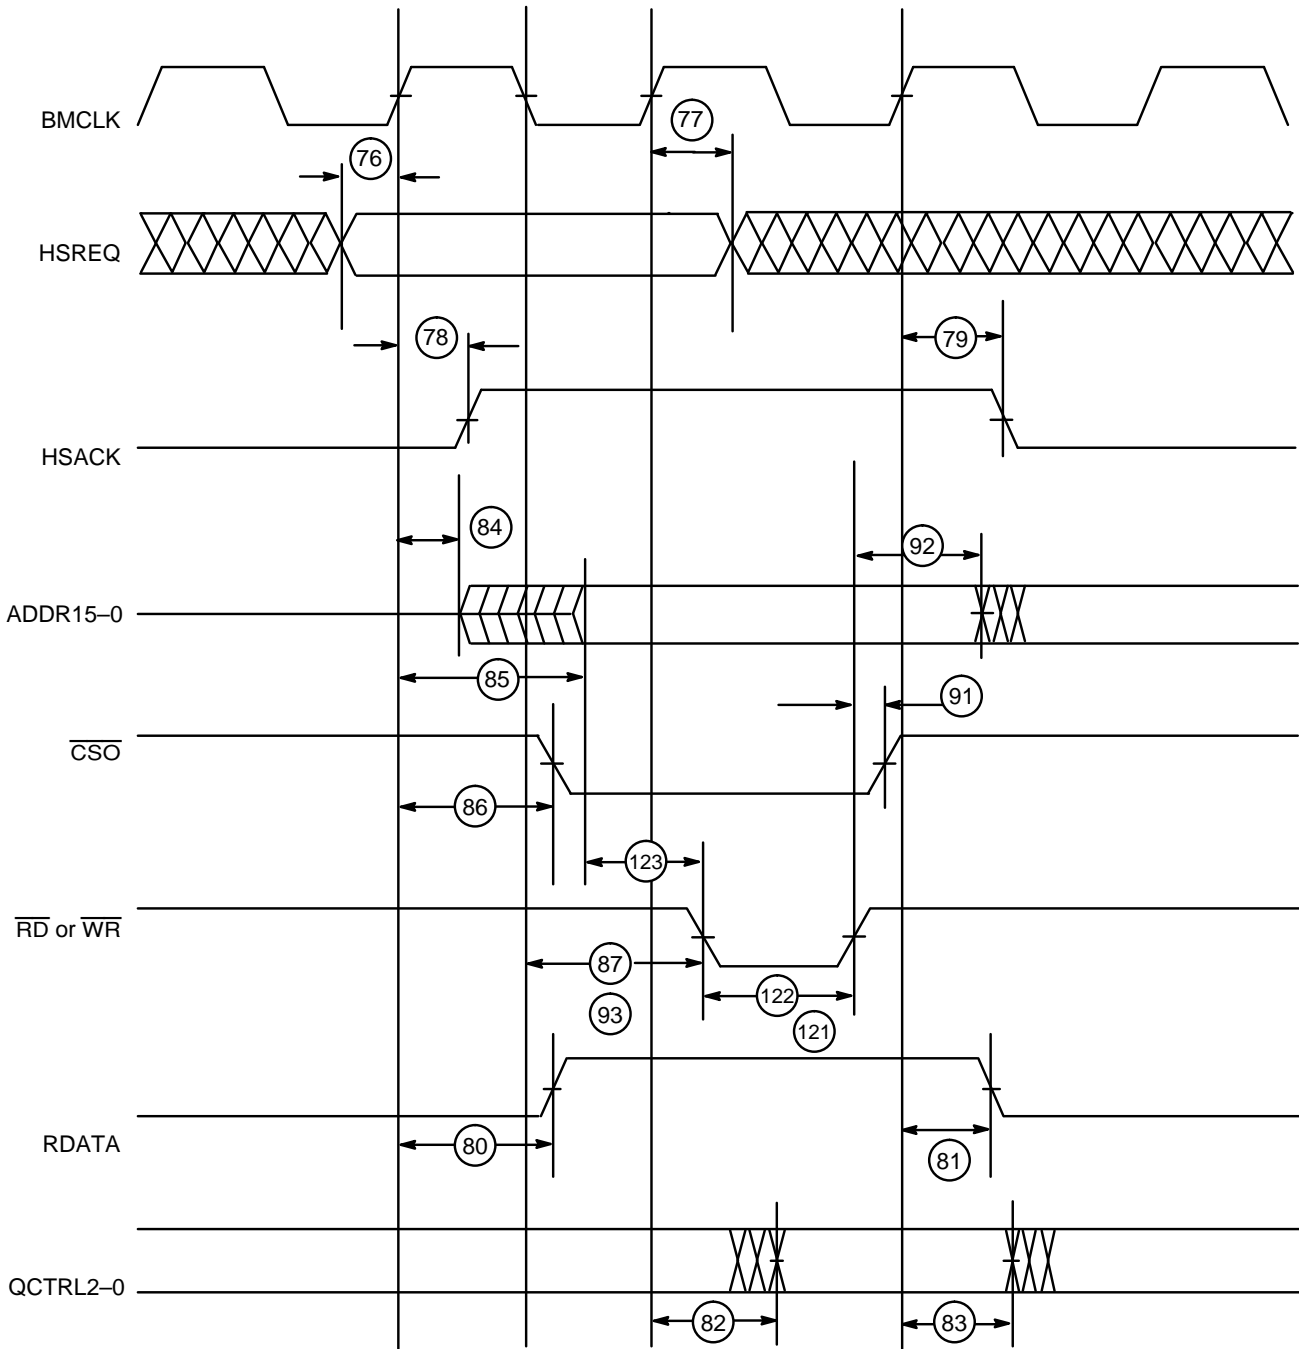 BMCLK
77
76
HSREQ
78
79
HSACK
84
92
ADDR15–0
85
91
CSO
86
123
RD or WR
87
122
93
121
RDATA
80
81
QCTRL2–0
82
83